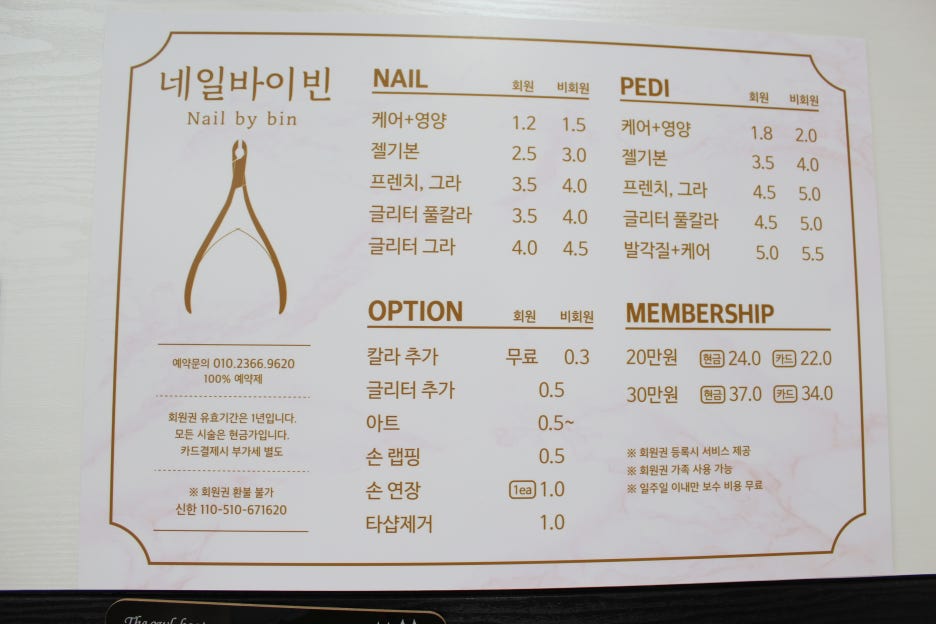 네일바이빈
Nail by bin
예약문의 010.2366.9620
100% 예약제
회원권 유효기간은 1년입니다.
모든 시술은 현금가입니다.
카드결제시 부가세 별도
※ 회원권 환불 불가
신한 110-510-671620
NAIL 회원 비회원
케어+영양 1.2 1.5
젤기본 2.5 3.0
프렌치, 그라 3.5 4.0
글리터 풀칼라 3.5 4.0
글리터 그라 4.0 4.5
PEDI 회원 비회원
케어+영양 1.8 2.0
젤기본 3.5 4.0
프렌치, 그라 4.5 5.0
글리터 풀칼라 4.5 5.0
발각질+케어 5.0 5.5
OPTION 회원 비회원
칼라 추가 무료 0.3
글리터 추가 0.5
아트 0.5~
손 랩핑 0.5
손 연장 1ea 1.0
타샵제거 1.0
MEMBERSHIP
20만원 현금 24.0 카드 22.0
30만원 현금 37.0 카드 34.0
※ 회원권 등록시 서비스 제공
※ 회원권 가족 사용 가능
※ 일주일 이내만 보수 비용 무료